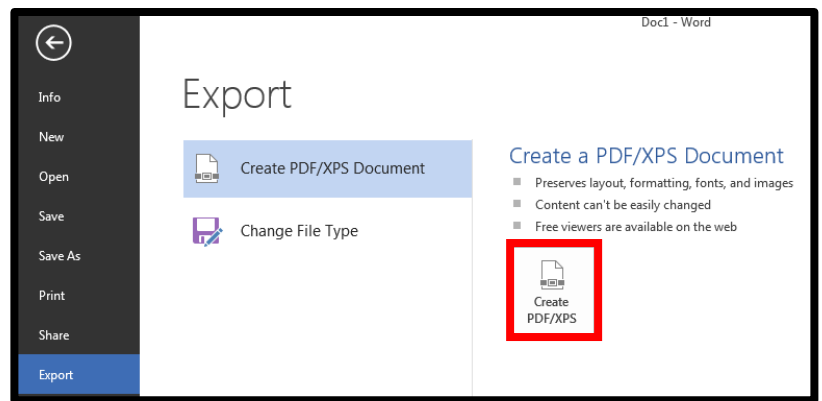 Doc1 - Word
Info
New
Open
Save
Save As
Print
Share
Export
Export
Create PDF/XPS Document
Change File Type
Create a PDF/XPS Document
Preserves layout, formatting, fonts, and images
Content can't be easily changed
Free viewers are available on the web
Create
PDF/XPS